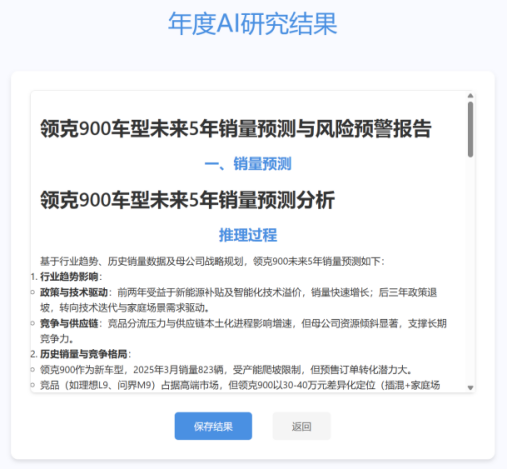 年度AI研究结果
领克900车型未来5年销量预测与风险预警报告
一、销量预测
领克900车型未来5年销量预测分析
推理过程
基于行业趋势、历史销量数据及母公司战略规划，领克900未来5年销量预测如下：
1. 行业趋势影响：
○ 政策与技术驱动：前两年受益于新能源补贴及智能化技术溢价，销量快速增长；后三年政策退
坡，转向技术迭代与家庭场景需求驱动。
○ 竞争与供应链：竞品分流压力与供应链本土化进程影响增速，但母公司资源倾斜显著，支撑长期
竞争力。
2. 历史销量与竞争格局：
○ 领克900作为新车型，2025年3月销量823辆，受产能爬坡限制，但预售订单转化潜力大。
○ 竞品（如理想L9、问界M9）占据高端市场，但领克900以30-40万元差异化定位（插混+家庭场
保存结果
返回